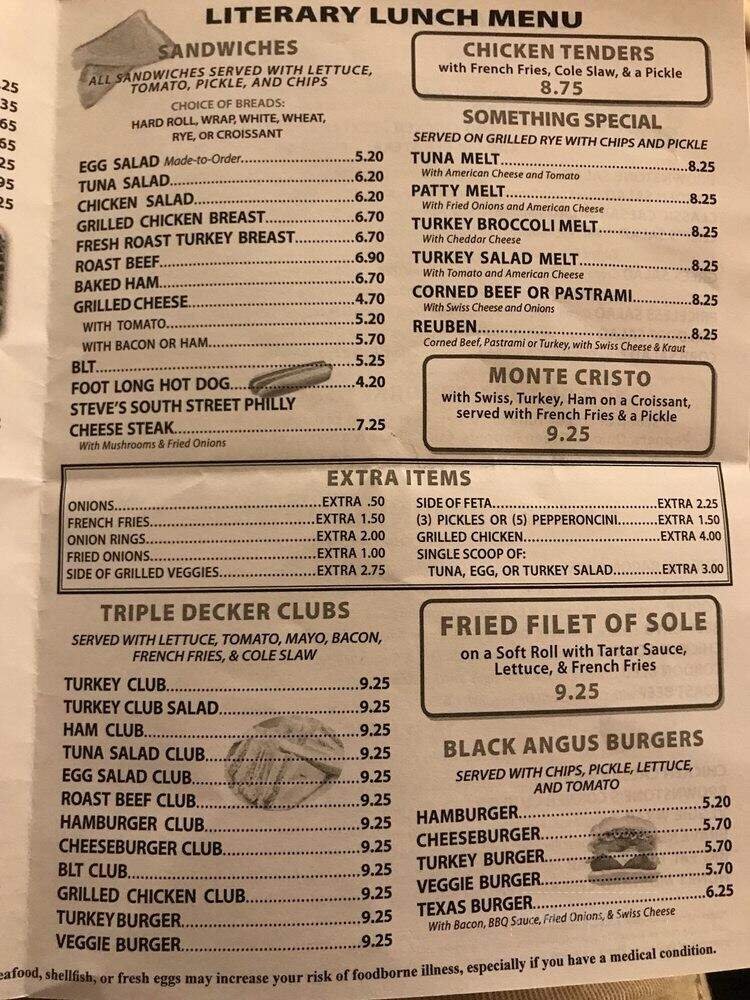 LITERARY LUNCH MENU
SANDWICHES
ALL SANDWICHES SERVED WITH LETTUCE,
TOMATO, PICKLE, AND CHIPS
CHOICE OF BREADS:
HARD ROLL, WRAP, WHITE, WHEAT,
RYE, OR CROISSANT
EGG SALAD Made-to-Order.....5.20
TUNA SALAD.....6.20
CHICKEN SALAD.....6.20
GRILLED CHICKEN BREAST.....6.70
FRESH ROAST TURKEY BREAST.....6.70
ROAST BEEF.....6.90
BAKED HAM.....6.70
GRILLED CHEESE.....4.70
WITH TOMATO.....5.20
WITH BACON OR HAM.....5.70
BLT.....5.25
FOOT LONG HOT DOG.....4.20
STEVE'S SOUTH STREET PHILLY
CHEESE STEAK.....7.25
With Mushrooms & Fried Onions
CHICKEN TENDERS
with French Fries, Cole Slaw, & a Pickle
8.75
SOMETHING SPECIAL
SERVED ON GRILLED RYE WITH CHIPS AND PICKLE
TUNA MELT.....8.25
With American Cheese and Tomato
PATTY MELT.....8.25
With Fried Onions and American Cheese
TURKEY BROCCOLI MELT.....8.25
With Cheddar Cheese
TURKEY SALAD MELT.....8.25
With Tomato and American Cheese
CORNED BEEF OR PASTRAMI.....8.25
With Swiss Cheese and Onions
REUBEN.....8.25
Corned Beef, Pastrami or Turkey, with Swiss Cheese & Kraut
MONTE CRISTO
with Swiss, Turkey, Ham on a Croissant,
served with French Fries & a Pickle
9.25
EXTRA ITEMS
ONIONS.....EXTRA .50
FRENCH FRIES.....EXTRA 1.50
ONION RINGS.....EXTRA 2.00
FRIED ONIONS.....EXTRA 1.00
SIDE OF GRILLED VEGGIES.....EXTRA 2.75
SIDE OF FETA.....EXTRA 2.25
(3) PICKLES OR (5) PEPPERONCINI.....EXTRA 1.50
GRILLED CHICKEN.....EXTRA 4.00
SINGLE SCOOP OF:
TUNA, EGG, OR TURKEY SALAD.....EXTRA 3.00
TRIPLE DECKER CLUBS
SERVED WITH LETTUCE, TOMATO, MAYO, BACON,
FRENCH FRIES, & COLE SLAW
TURKEY CLUB.....9.25
TURKEY CLUB SALAD.....9.25
HAM CLUB.....9.25
TUNA SALAD CLUB.....9.25
EGG SALAD CLUB.....9.25
ROAST BEEF CLUB.....9.25
HAMBURGER CLUB.....9.25
CHEESEBURGER CLUB.....9.25
BLT CLUB.....9.25
GRILLED CHICKEN CLUB.....9.25
TURKEY BURGER.....9.25
VEGGIE BURGER.....9.25
FRIED FILET OF SOLE
on a Soft Roll with Tartar Sauce,
Lettuce, & French Fries
9.25
BLACK ANGUS BURGERS
SERVED WITH CHIPS, PICKLE, LETTUCE,
AND TOMATO
HAMBURGER.....5.20
CHEESEBURGER.....5.70
TURKEY BURGER.....5.70
VEGGIE BURGER.....5.70
TEXAS BURGER.....6.25
With Bacon, BBQ Sauce, Fried Onions, & Swiss Cheese
eafood, shellfish, or fresh eggs may increase your risk of foodborne illness, especially if you have a medical condition.